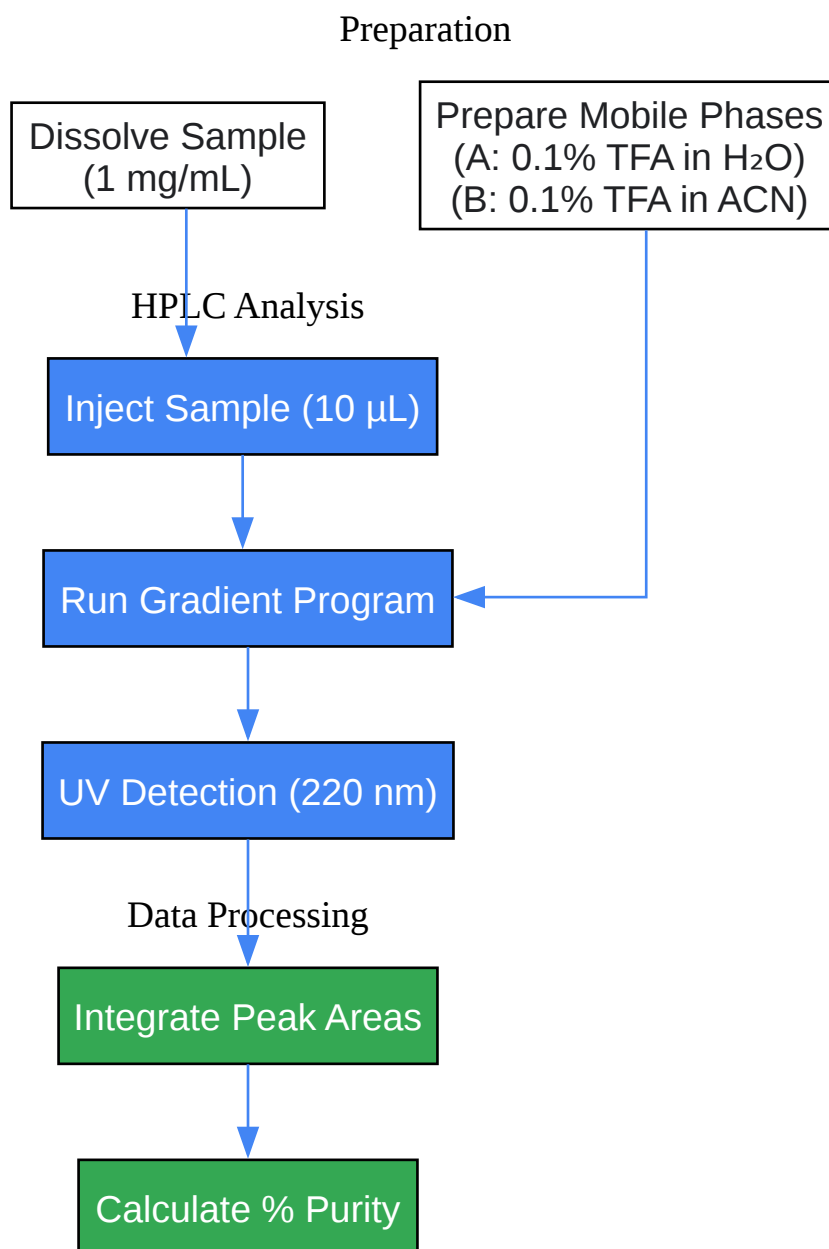 Preparation
Dissolve Sample
(1 mg/mL)
Prepare Mobile Phases
(A: 0.1% TFA in H₂O)
(B: 0.1% TFA in ACN)
HPLC Analysis
Inject Sample (10 µL)
Run Gradient Program
UV Detection (220 nm)
Data Processing
Integrate Peak Areas
Calculate % Purity